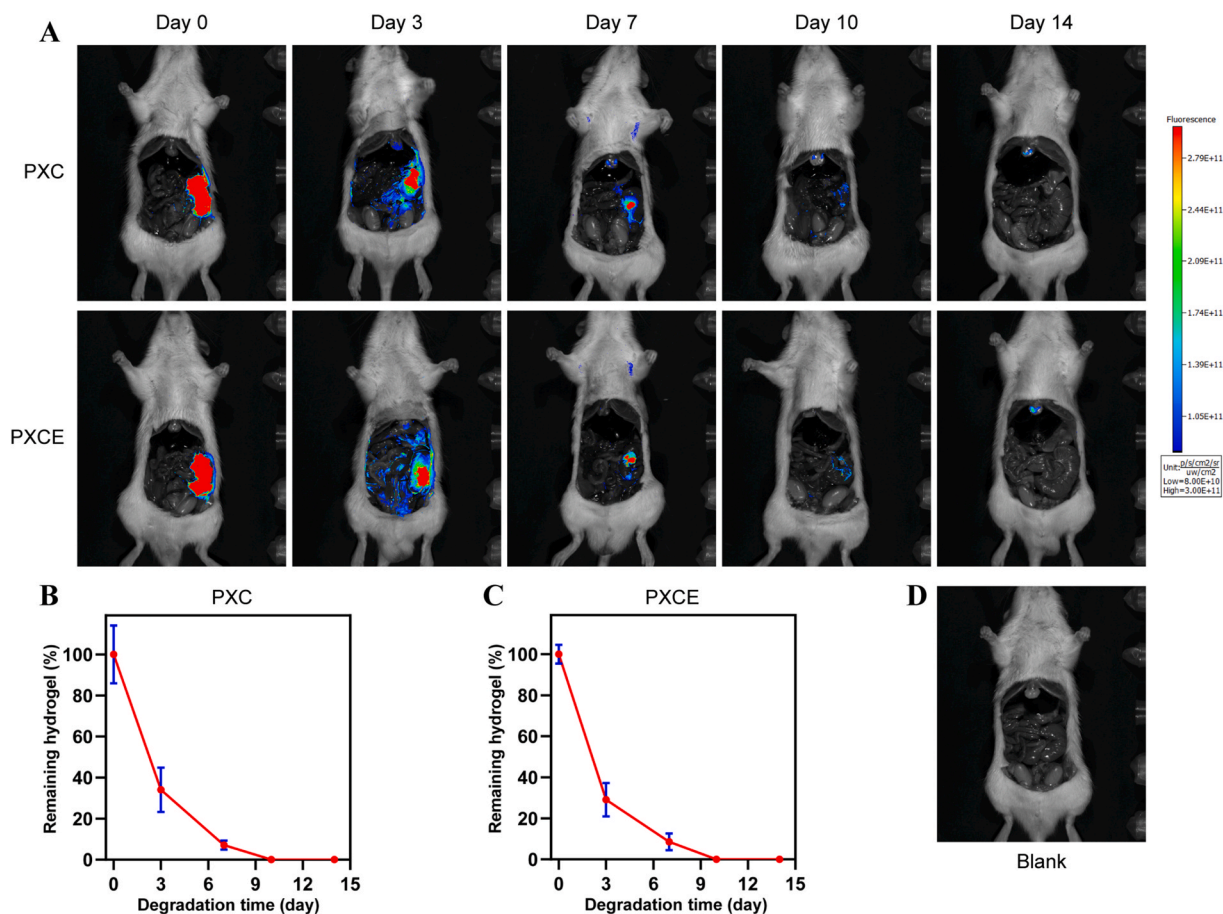 A
Day 0
Day 3
Day 7
Day 10
Day 14
PXC
PXCE
Fluorescence
2.79E+11
2.44E+11
2.09E+11
1.74E+11
1.39E+11
1.05E+11
Unit: p/s/cm2/sr
uw/cm2
Low=8.00E+10
High=3.00E+11
B
PXC
Remaining hydrogel (%)
100
80
60
40
20
0
0 3 6 9 12 15
Degradation time (day)
C
PXCE
Remaining hydrogel (%)
100
80
60
40
20
0
0 3 6 9 12 15
Degradation time (day)
D
Blank